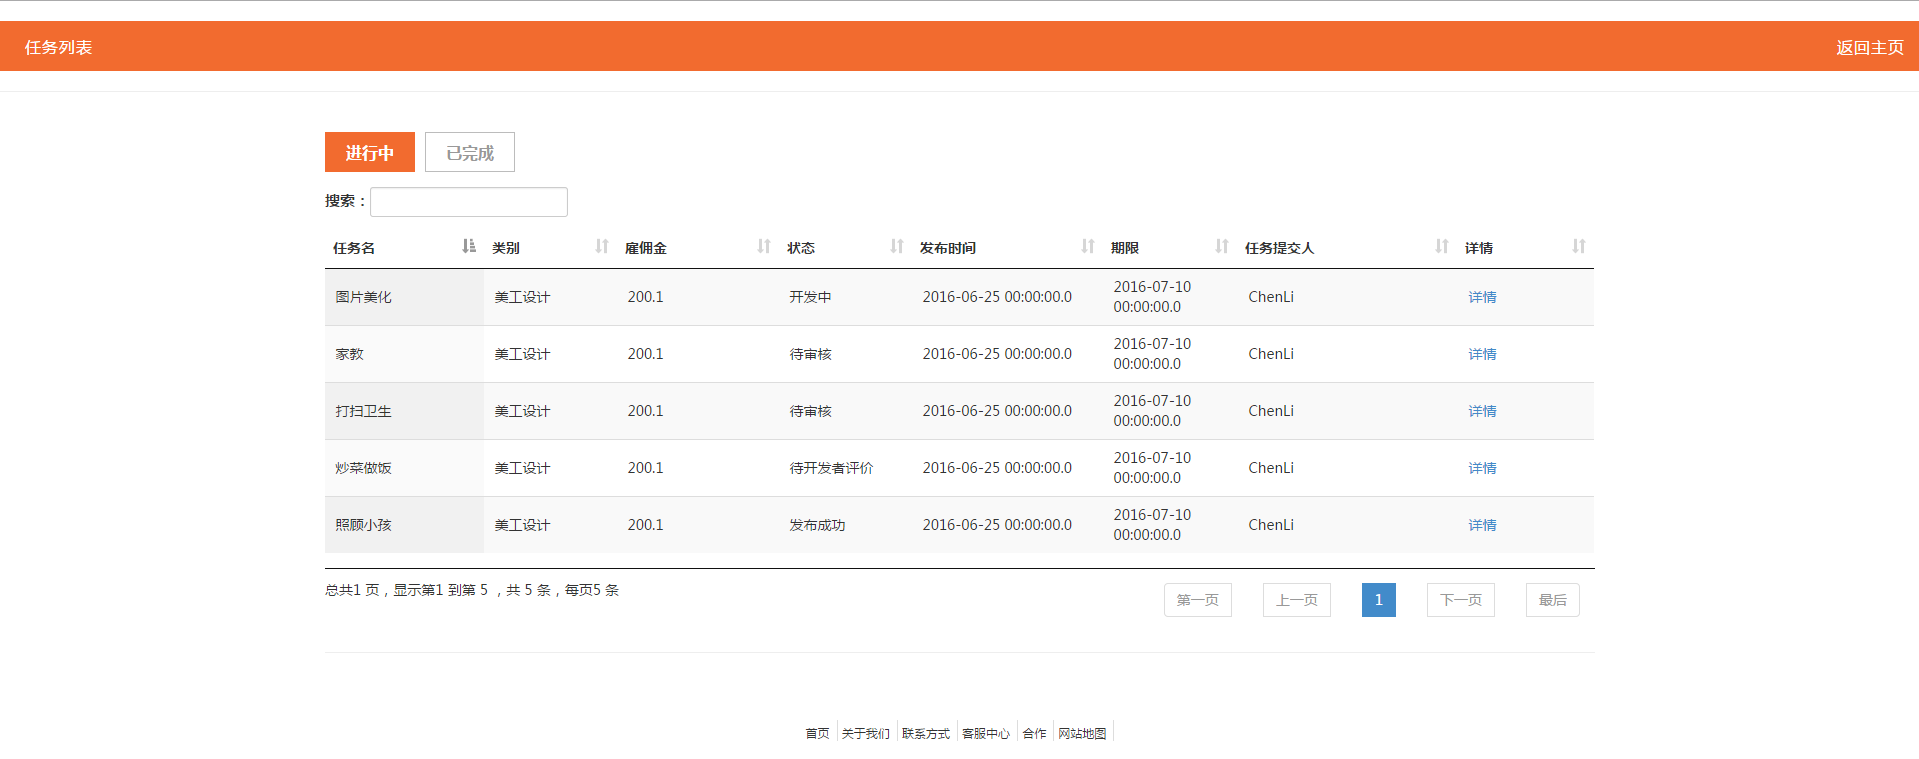 任务列表 返回主页
进行中 已完成
搜索：
任务名 类别 雇佣金 状态 发布时间 期限 任务提交人 详情
图片美化 美工设计 200.1 开发中 2016-06-25 00:00:00.0 2016-07-10 00:00:00.0 ChenLi 详情
家教 美工设计 200.1 待审核 2016-06-25 00:00:00.0 2016-07-10 00:00:00.0 ChenLi 详情
打扫卫生 美工设计 200.1 待审核 2016-06-25 00:00:00.0 2016-07-10 00:00:00.0 ChenLi 详情
炒菜做饭 美工设计 200.1 待开发者评价 2016-06-25 00:00:00.0 2016-07-10 00:00:00.0 ChenLi 详情
照顾小孩 美工设计 200.1 发布成功 2016-06-25 00:00:00.0 2016-07-10 00:00:00.0 ChenLi 详情
总共1 页，显示第1 到第 5 ，共 5 条，每页5 条 第一页 上一页 1 下一页 最后
首页 关于我们 联系方式 客服中心 合作 网站地图